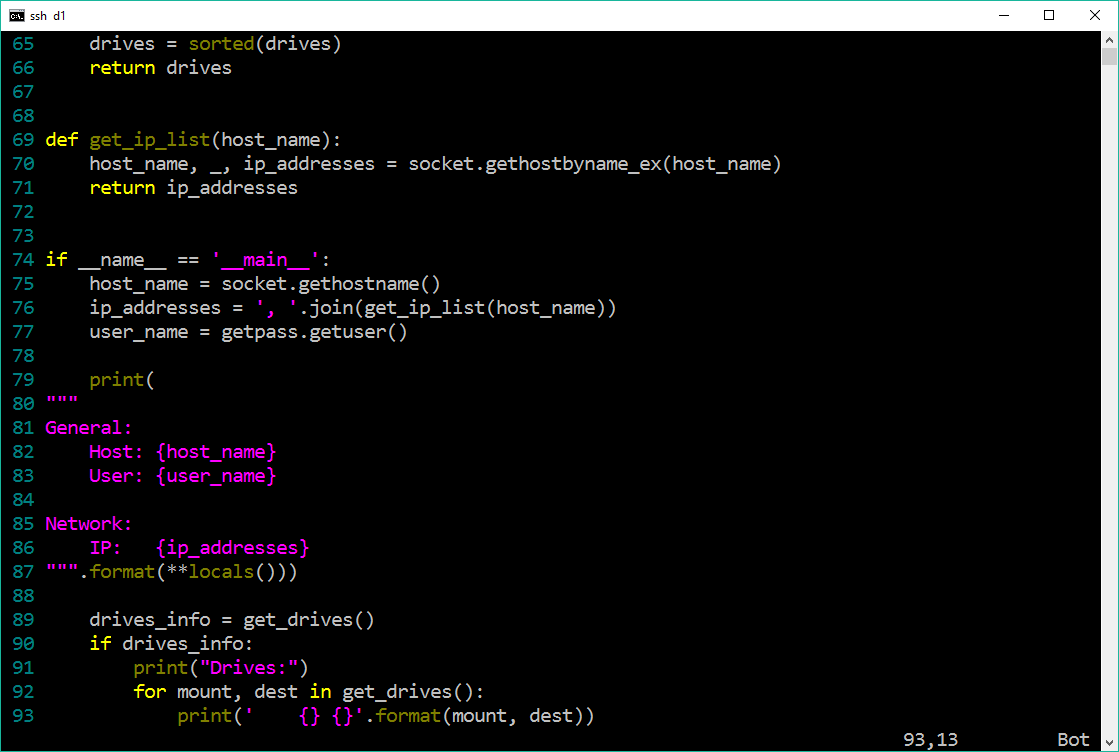 ssh d1
65     drives = sorted(drives)
66     return drives
67
68
69 def get_ip_list(host_name):
70     host_name, _, ip_addresses = socket.gethostbyname_ex(host_name)
71     return ip_addresses
72
73
74 if __name__ == '__main__':
75     host_name = socket.gethostname()
76     ip_addresses = ', '.join(get_ip_list(host_name))
77     user_name = getpass.getuser()
78
79     print(
80 """
81 General:
82     Host: {host_name}
83     User: {user_name}
84
85 Network:
86     IP:   {ip_addresses}
87 """.format(**locals()))
88
89     drives_info = get_drives()
90     if drives_info:
91         print("Drives:")
92         for mount, dest in get_drives():
93             print('    {} {}'.format(mount, dest))
93,13         Bot